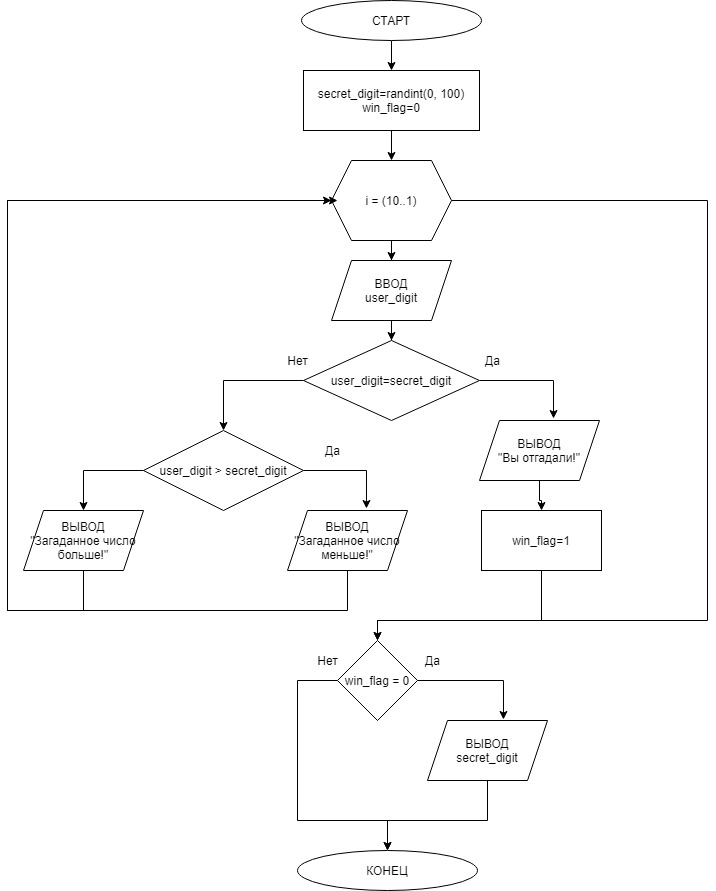 СТАРТ
secret_digit=randint(0, 100)
win_flag=0
i = (10..1)
ВВОД
user_digit
Нет
Да
user_digit=secret_digit
ВЫВОД
"Вы отгадали!"
Да
user_digit > secret_digit
ВЫВОД
"Загаданное число
больше!"
ВЫВОД
"Загаданное число
меньше!"
win_flag=1
Нет
Да
win_flag = 0
ВЫВОД
secret_digit
КОНЕЦ